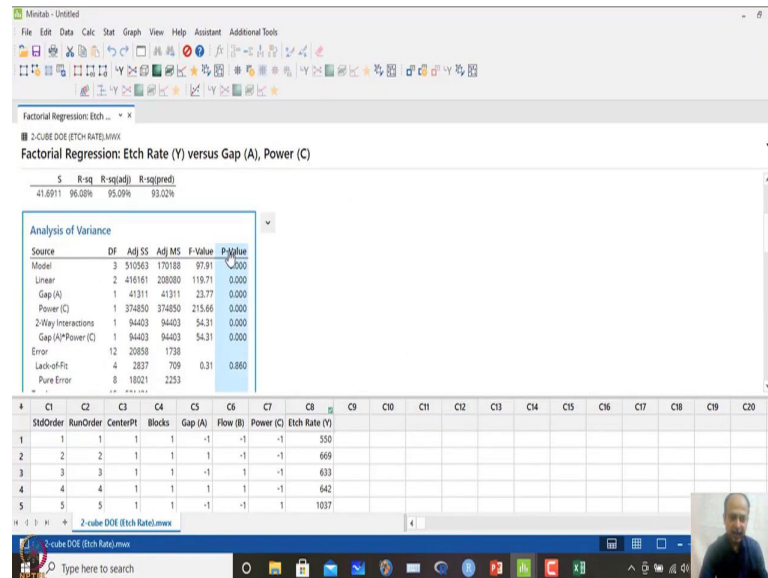 Minitab - Untitled
File Edit Data Calc Stat Graph View Help Assistant Additional Tools
Factorial Regression: Etch ...
2-CUBE DOE (ETCH RATE).MWX
Factorial Regression: Etch Rate (Y) versus Gap (A), Power (C)
S R-sq R-sq(adj) R-sq(pred)
41.6911 96.08% 95.09% 93.02%
Analysis of Variance
Source DF Adj SS Adj MS F-Value P-Value
Model 3 510563 170188 97.91 0.000
Linear 2 416161 208080 119.71 0.000
Gap (A) 1 41311 41311 23.77 0.000
Power (C) 1 374850 374850 215.66 0.000
2-Way Interactions 1 94403 94403 54.31 0.000
Gap (A)*Power (C) 1 94403 94403 54.31 0.000
Error 12 20858 1738
Lack-of-Fit 4 2837 709 0.31 0.860
Pure Error 8 18021 2253
C1 C2 C3 C4 C5 C6 C7 C8 C9 C10 C11 C12 C13 C14 C15 C16 C17 C18 C19 C20
StdOrder RunOrder CenterPt Blocks Gap (A) Flow (B) Power (C) Etch Rate (Y)
1 1 1 1 1 -1 -1 -1 550
2 2 2 1 1 1 -1 -1 669
3 3 3 1 1 -1 1 -1 633
4 4 4 1 1 1 1 -1 642
5 5 5 1 1 -1 -1 1 1037
2-cube DOE (Etch Rate).mwx
2-cube DOE (Etch Rate).mwx
Type here to search
NPTEL